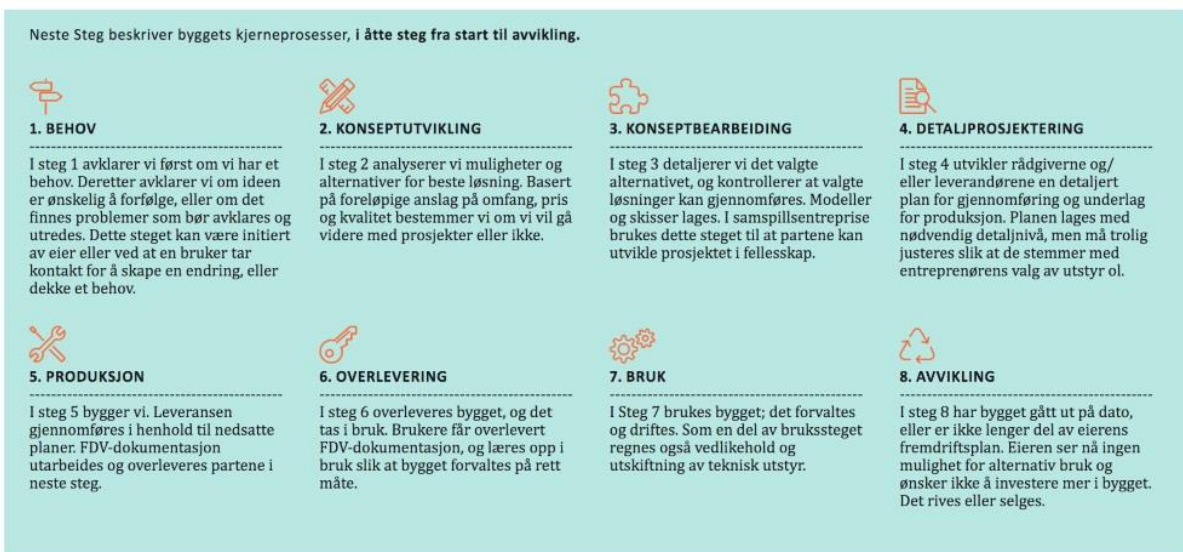 Neste Steg beskriver byggets kjerneprosesser, i åtte steg fra start til avvikling.
1. BEHOV
I steg 1 avklarer vi først om vi har et
behov. Deretter avklarer vi om ideen
er ønskelig å forfølge, eller om det
finnes problemer som bør avklares og
utredes. Dette steget kan være initiert
av eier eller ved at en bruker tar
kontakt for å skape en endring, eller
dekke et behov.
2. KONSEPTUTVIKLING
I steg 2 analyserer vi muligheter og
alternativer for beste løsning. Basert
på foreløpige anslag på omfang, pris
og kvalitet bestemmer vi om vi vil gå
videre med prosjekter eller ikke.
3. KONSEPTBEARBEIDING
I steg 3 detaljerer vi det valgte
alternativet, og kontrollerer at valgte
løsninger kan gjennomføres. Modeller
og skisser lages. I samspillsentreprise
brukes dette steget til at partene kan
utvikle prosjektet i fellesskap.
4. DETALJPROSJEKTERING
I steg 4 utvikler rådgiverne og/
eller leverandørene en detaljert
plan for gjennomføring og underlag
for produksjon. Planen lages med
nødvendig detaljnivå, men må trolig
justeres slik at de stemmer med
entreprenørens valg av utstyr ol.
5. PRODUKSJON
I steg 5 bygger vi. Leveransen
gjennomføres i henhold til nedsatte
planer. FDV-dokumentasjon
utarbeides og overleveres partene i
neste steg.
6. OVERLEVERING
I steg 6 overleveres bygget, og det
tas i bruk. Brukere får overlevert
FDV-dokumentasjon, og læres opp i
bruk slik at bygget forvaltes på rett
måte.
7. BRUK
I Steg 7 brukes bygget; det forvaltes
og driftes. Som en del av brukssteget
regnes også vedlikehold og
utskiftning av teknisk utstyr.
8. AVVIKLING
I steg 8 har bygget gått ut på dato,
eller er ikke lenger del av eierens
fremdriftsplan. Eieren ser nå ingen
mulighet for alternativ bruk og
ønsker ikke å investere mer i bygget.
Det rives eller selges.